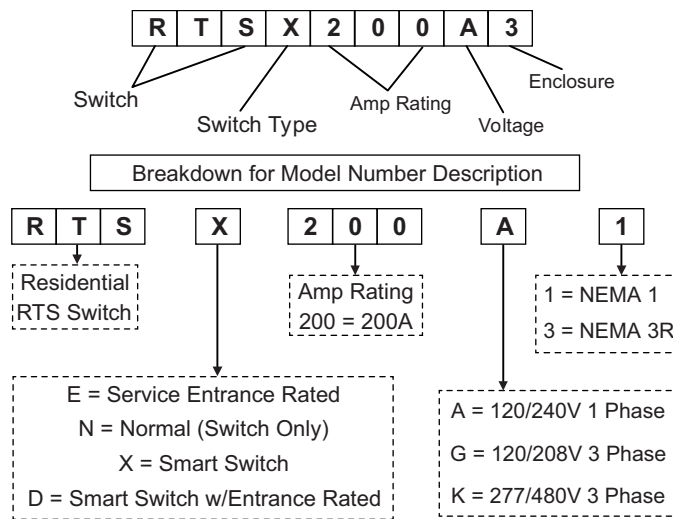 R T S X 2 0 0 A 3
Switch
Switch Type
Amp Rating
Voltage
Enclosure
Breakdown for Model Number Description
R T S X 2 0 0 A 1
Residential
RTS Switch
Amp Rating
200 = 200A
1 = NEMA 1
3 = NEMA 3R
E = Service Entrance Rated
N = Normal (Switch Only)
X = Smart Switch
D = Smart Switch w/Entrance Rated
A = 120/240V 1 Phase
G = 120/208V 3 Phase
K = 277/480V 3 Phase